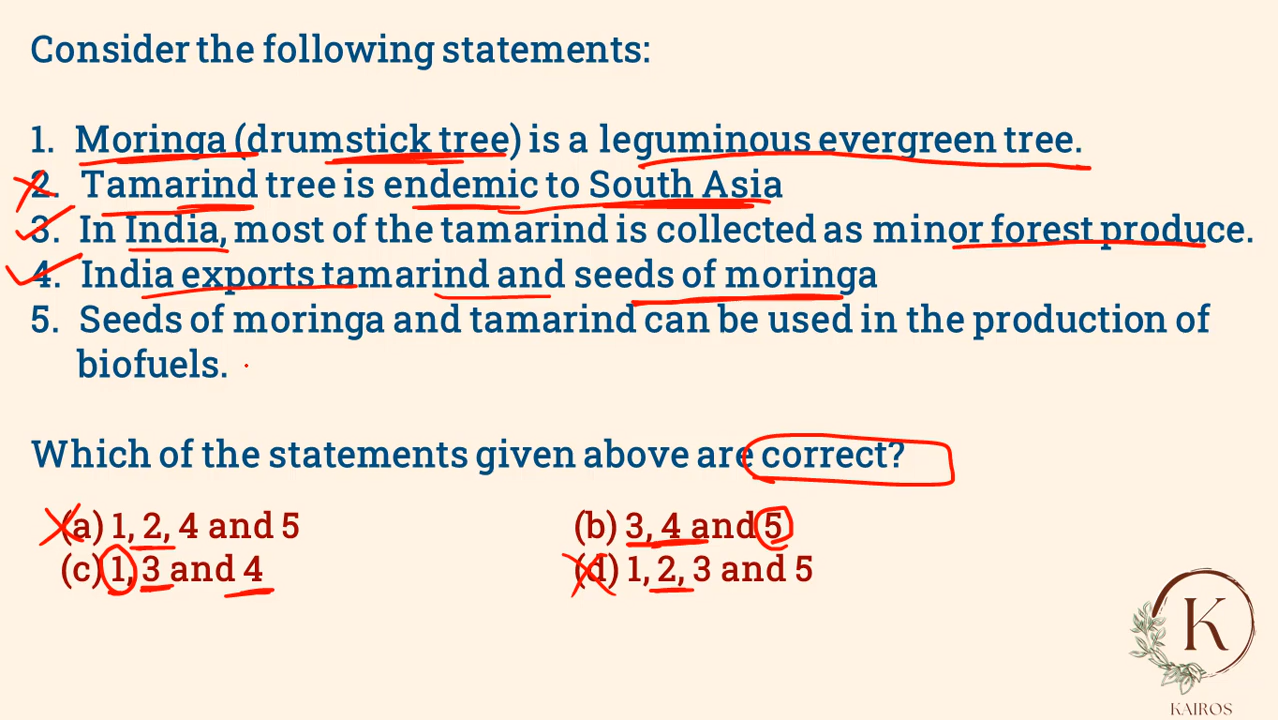 Consider the following statements:
1. Moringa (drumstick tree) is a leguminous evergreen tree.
2. Tamarind tree is endemic to South Asia
3. In India, most of the tamarind is collected as minor forest produce.
4. India exports tamarind and seeds of moringa
5. Seeds of moringa and tamarind can be used in the production of
biofuels.
Which of the statements given above are correct?
(a) 1, 2, 4 and 5
(b) 3, 4 and 5
(c) 1, 3 and 4
(d) 1, 2, 3 and 5
K
KAIROS